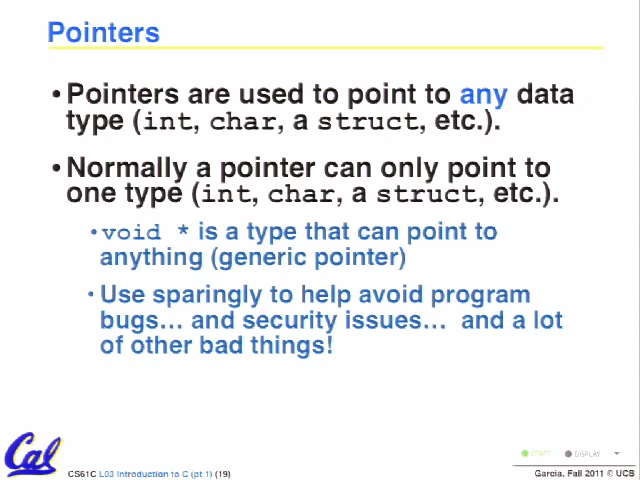 Pointers
• Pointers are used to point to any data
type (int, char, a struct, etc.).
• Normally a pointer can only point to
one type (int, char, a struct, etc.).
• void * is a type that can point to
anything (generic pointer)
• Use sparingly to help avoid program
bugs… and security issues… and a lot
of other bad things!
DISPLAY
Cal
CS61C L03 Introduction to C (pt 1) (19)
Garcia, Fall 2011 © UCB